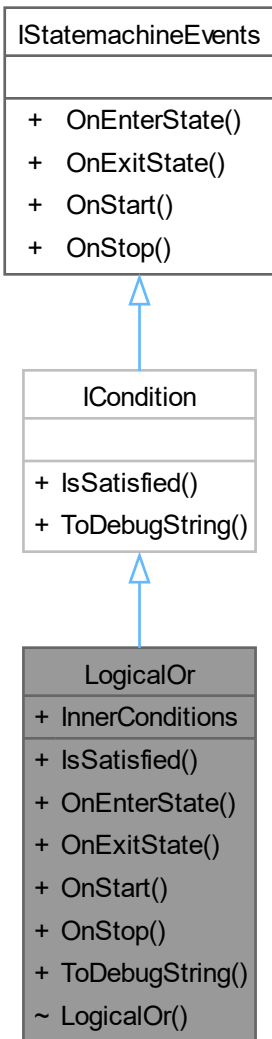 IStatemachineEvents
+ OnEnterState()
+ OnExitState()
+ OnStart()
+ OnStop()
ICondition
+ IsSatisfied()
+ ToDebugString()
LogicalOr
+ InnerConditions
+ IsSatisfied()
+ OnEnterState()
+ OnExitState()
+ OnStart()
+ OnStop()
+ ToDebugString()
~ LogicalOr()